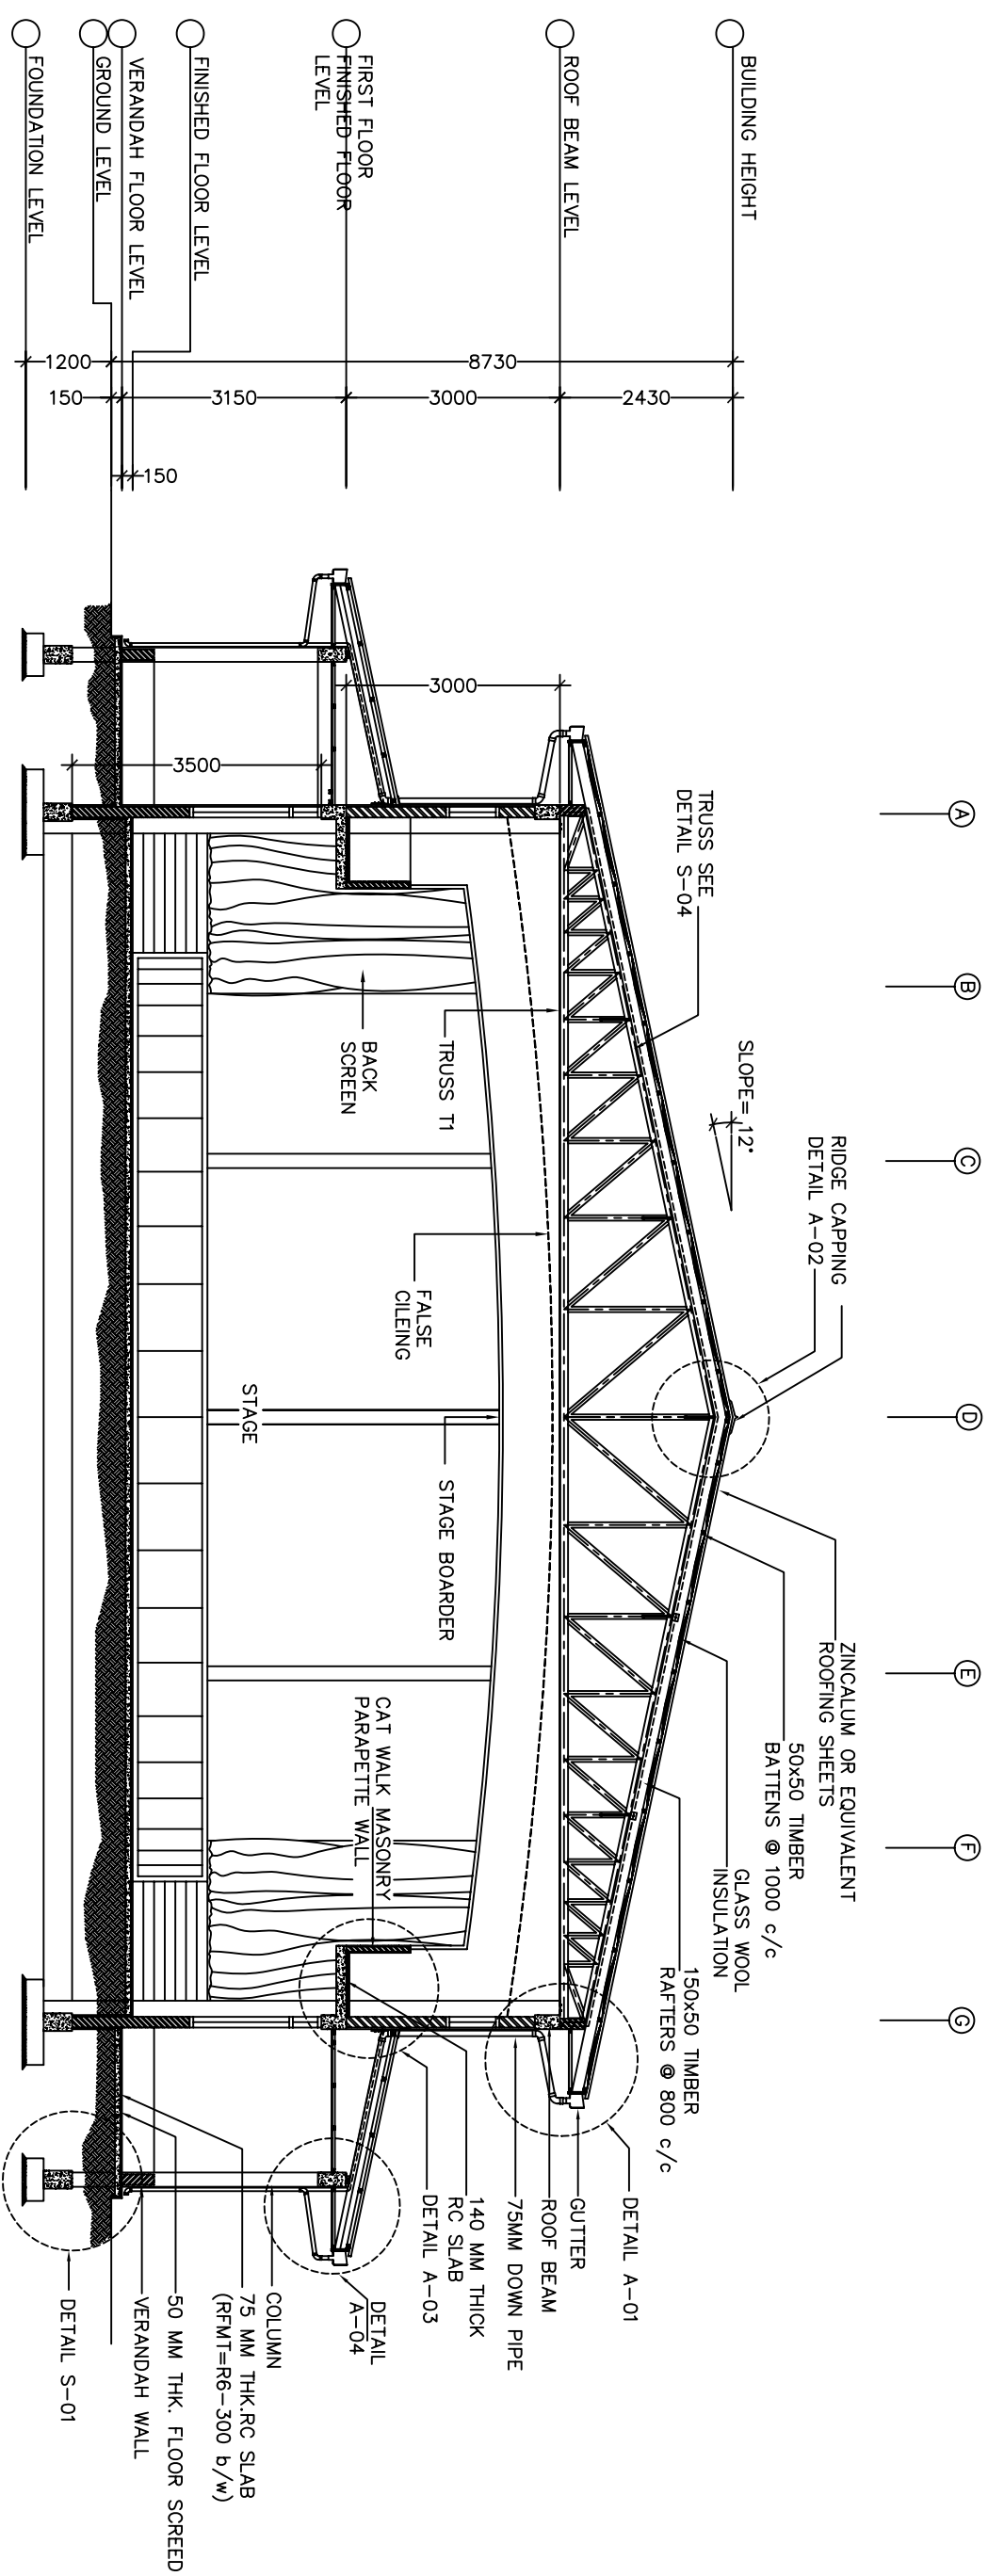 BUILDING HEIGHT
ROOF BEAM LEVEL
FIRST FLOOR
FINISHED FLOOR
LEVEL
FINISHED FLOOR LEVEL
VERANDAH FLOOR LEVEL
GROUND LEVEL
FOUNDATION LEVEL
1200
8730
150
3150
3000
2430
150
3000
3500
A
B
C
D
E
F
G
TRUSS SEE
DETAIL S-04
SLOPE= 12°
RIDGE CAPPING
DETAIL A-02
BACK
SCREEN
TRUSS T1
FALSE
CILEING
STAGE
STAGE BOARDER
ZINCALUM OR EQUIVALENT
ROOFING SHEETS
50x50 TIMBER
BATTENS @ 1000 c/c
GLASS WOOL
INSULATION
150x50 TIMBER
RAFTERS @ 800 c/c
CAT WALK MASONRY
PARAPETTE WALL
DETAIL A-01
GUTTER
ROOF BEAM
75MM DOWN PIPE
140 MM THICK
RC SLAB
DETAIL A-03
DETAIL
A-04
COLUMN
75 MM THK.RC SLAB
(RFMT=R6-300 b/w)
50 MM THK. FLOOR SCREED
VERANDAH WALL
DETAIL S-01